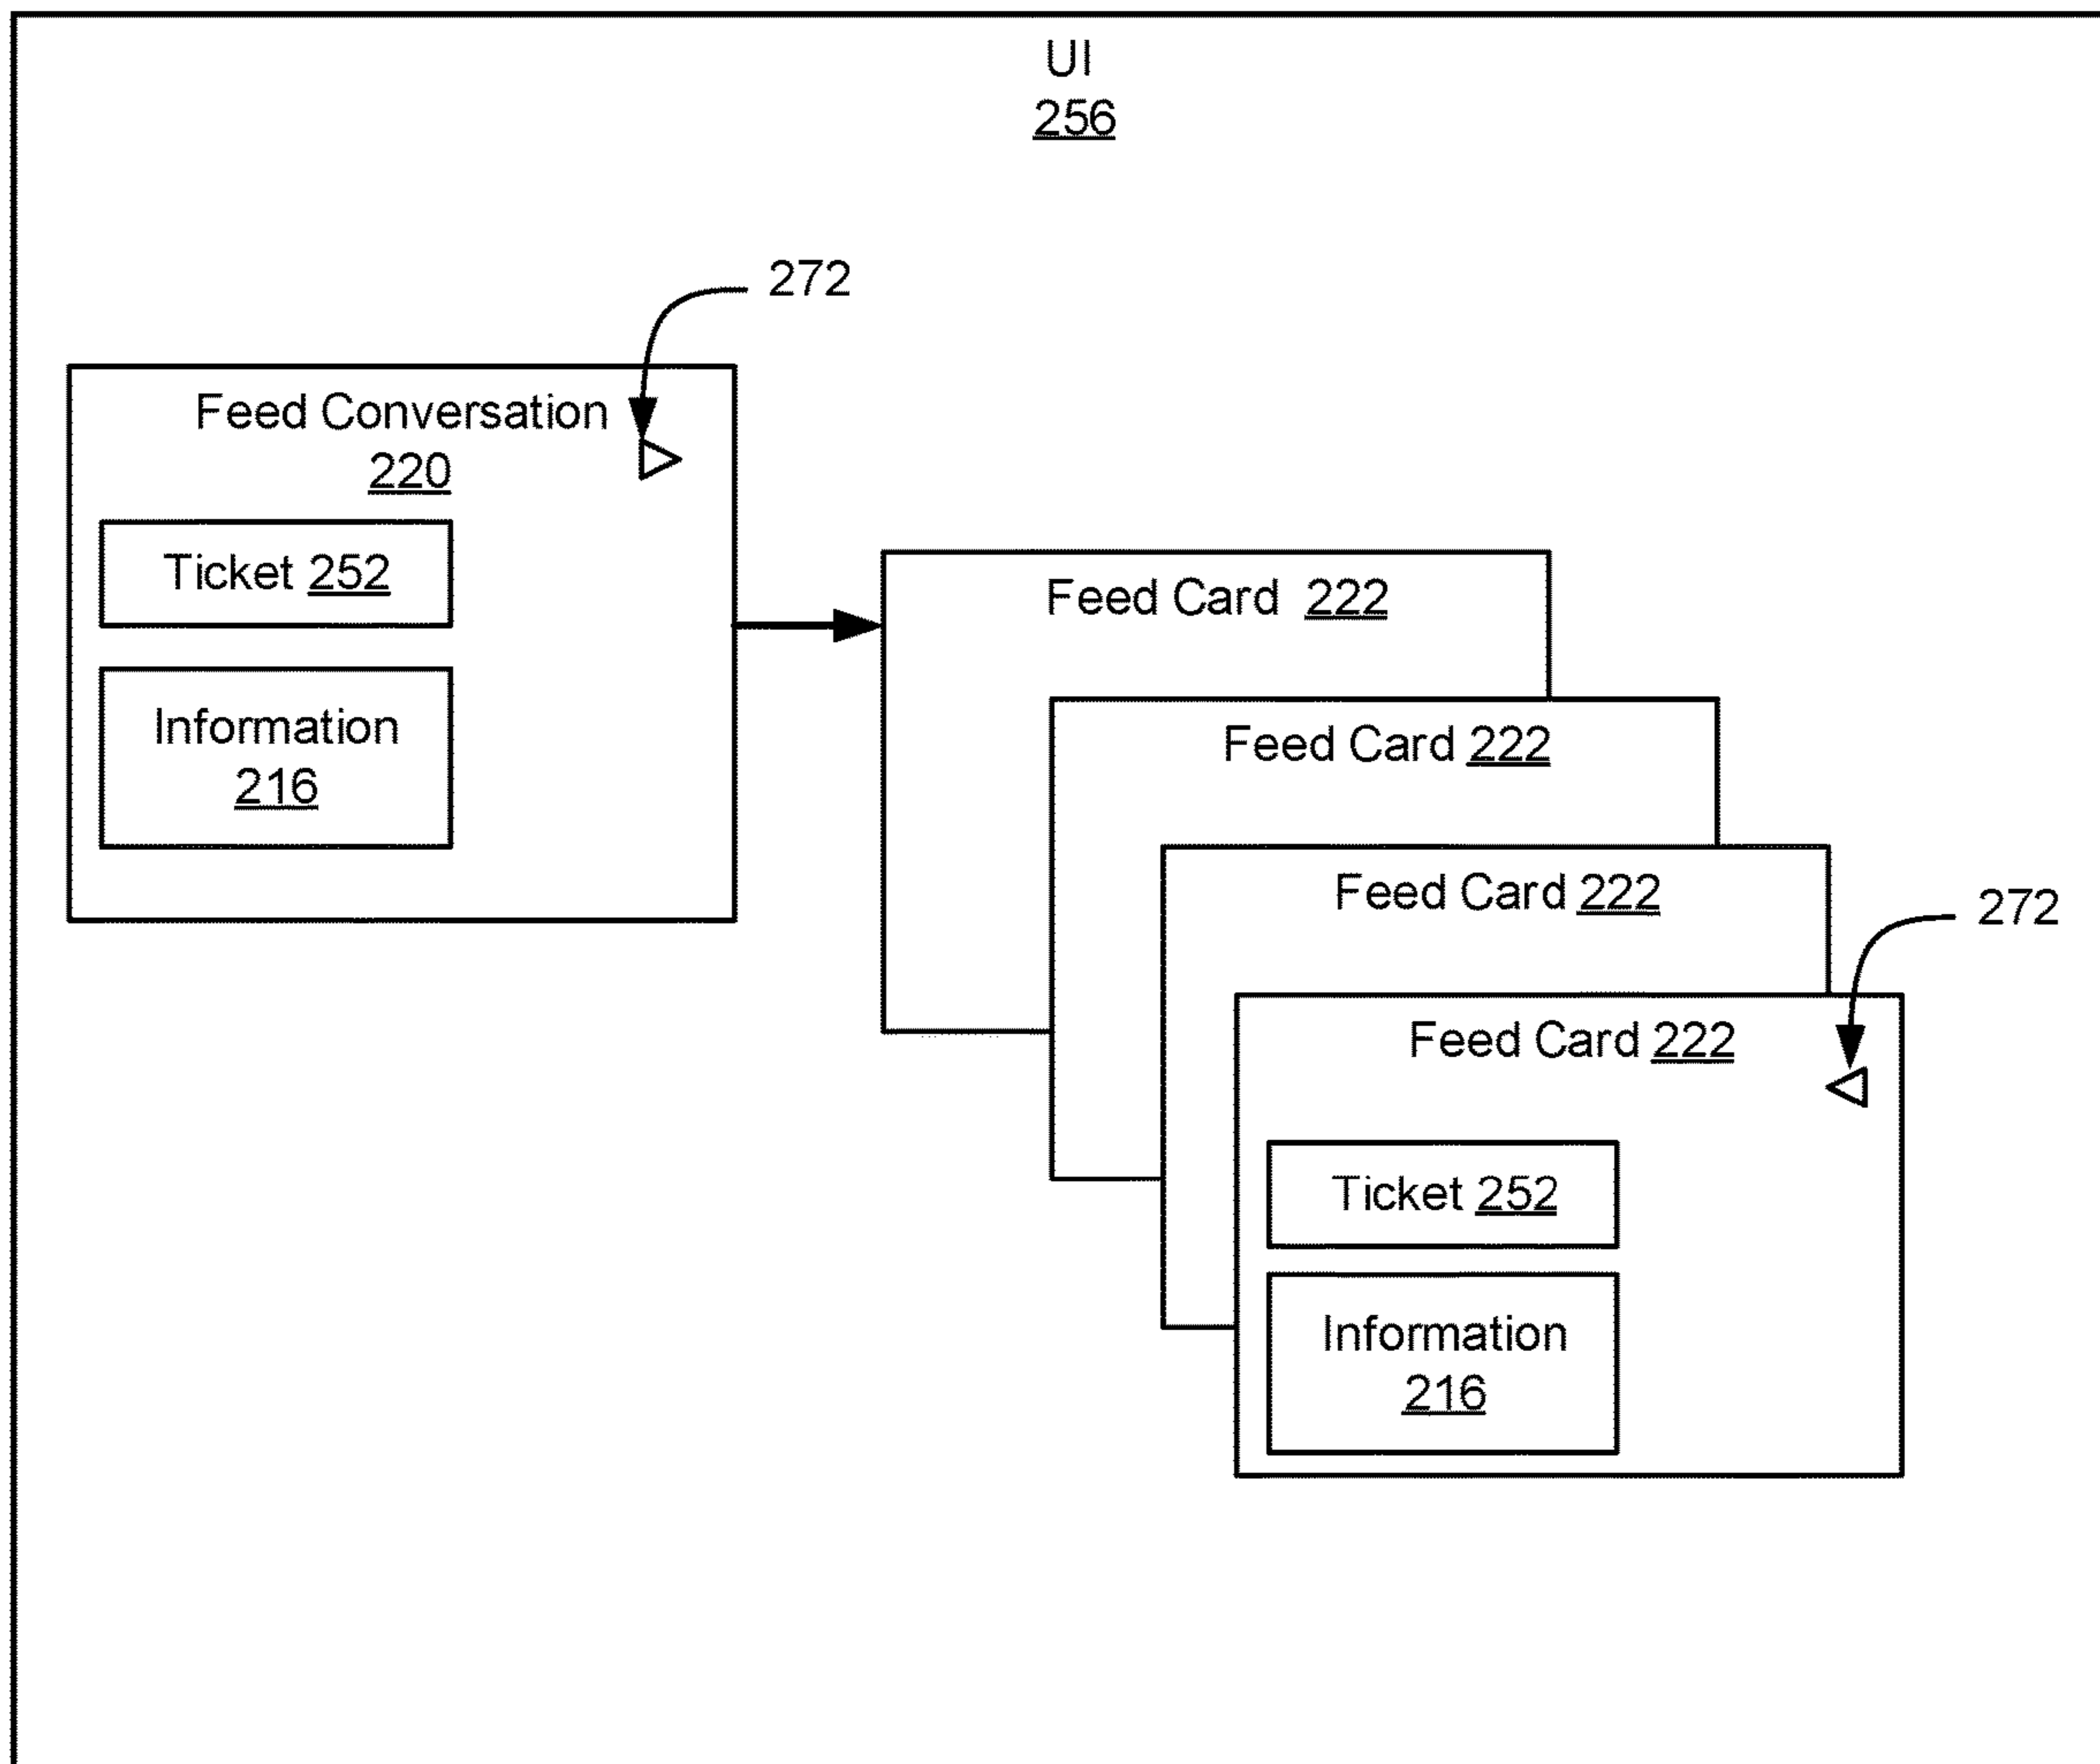 UI
256
272
Feed Conversation
220
Ticket 252
Information
216
Feed Card 222
Feed Card 222
Feed Card 222
272
Feed Card 222
Ticket 252
Information
216